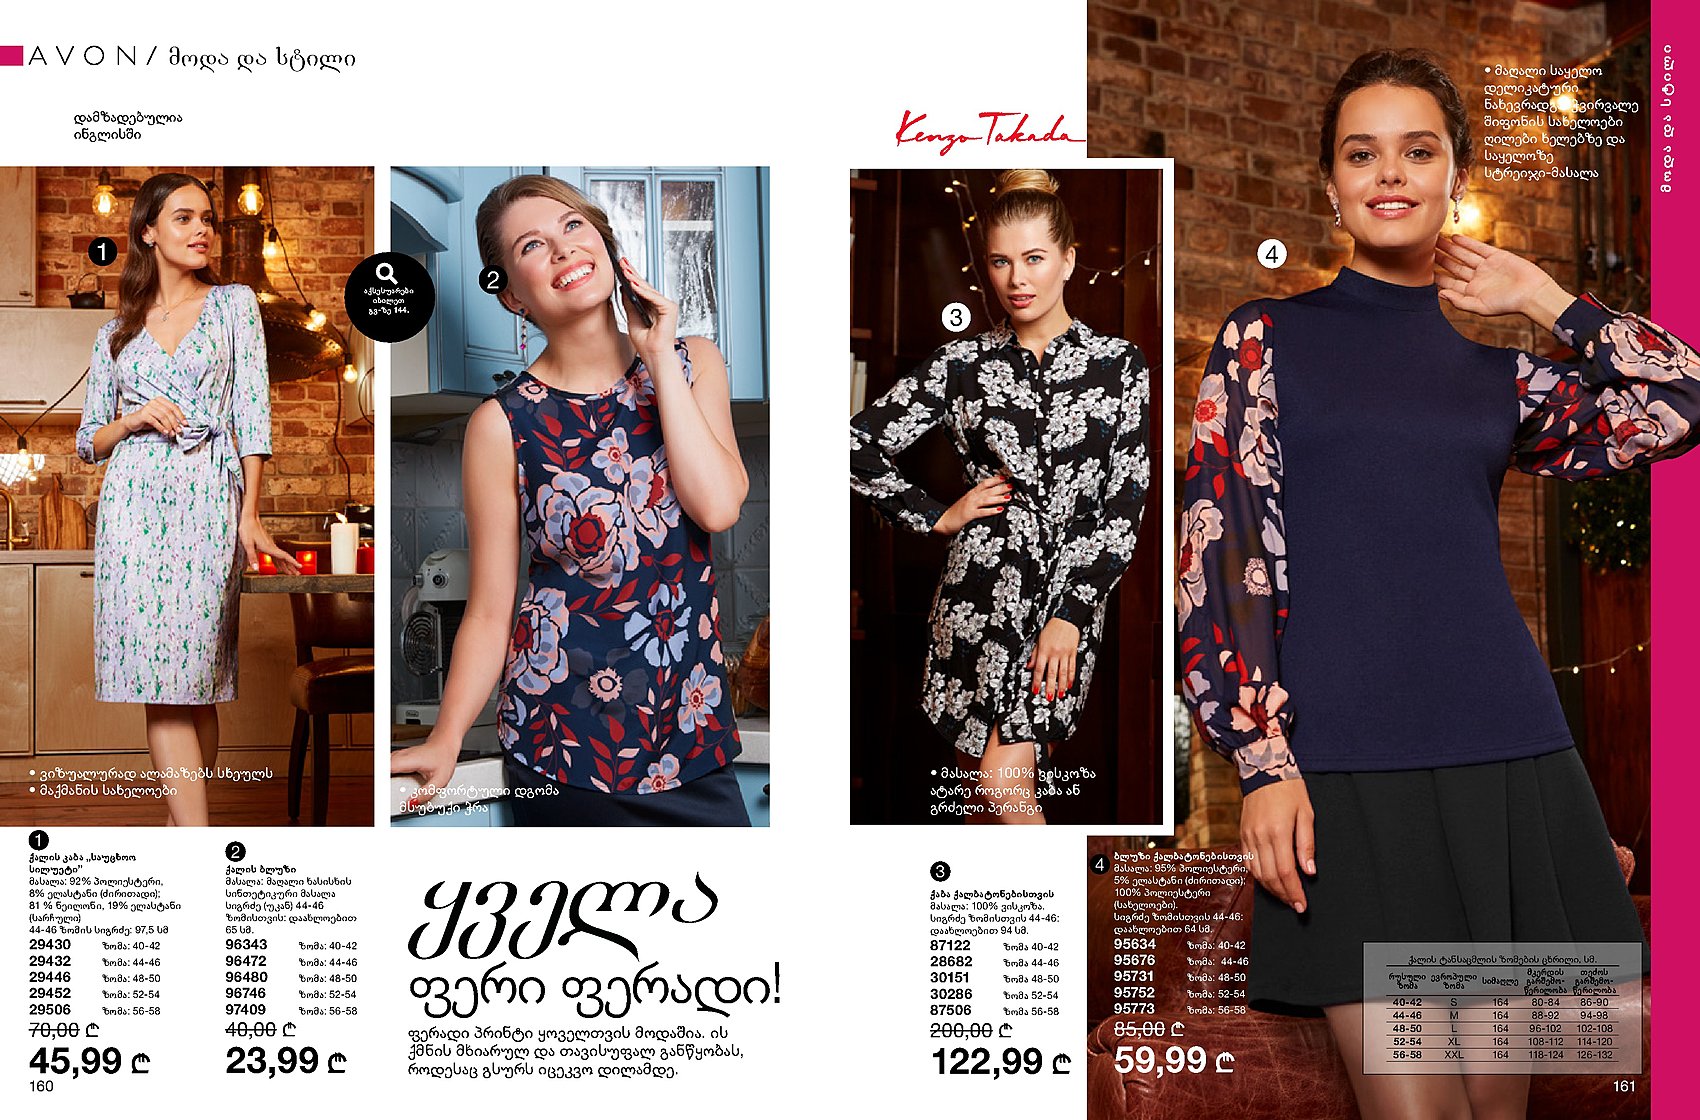 AVON/ მოდა და სტილი
დამზადებულია
ინგლისში
1
აქსესუარები
იხილეთ
გვ-ზე 144.
2
• ვიზუალურად ალამაზებს სხეულს
• მაქმანის სახელოები
• კომფორტული დგომა
მსუბუქი ჭრა
1
ქალის კაბა „საუცხოო
სილუეტი”
მასალა: 92% პოლიესტერი,
8% ელასტანი (ძირითადი);
81 % ნეილონი, 19% ელასტანი
(სარჩული)
44-46 ზომის სიგრძე: 97,5 სმ
29430 ზომა: 40-42
29432 ზომა: 44-46
29446 ზომა: 48-50
29452 ზომა: 52-54
29506 ზომა: 56-58
70,00 ₾
45,99 ₾
160
2
ქალის ბლუზი
მასალა: მაღალი ხასისხის
სინთეტიკური მასალა
სიგრძე (უკან) 44-46
ზომისთვის: დაახლოებით
65 სმ.
96343 ზომა: 40-42
96472 ზომა: 44-46
96480 ზომა: 48-50
96746 ზომა: 52-54
97409 ზომა: 56-58
40,00 ₾
23,99 ₾
ყველა
ფერი ფერადი!
ფერადი პრინტი ყოველთვის მოდაშია. ის
ქმნის მხიარულ და თავისუფალ განწყობას,
როდესაც გსურს იცეკვო დილამდე.
Kenzo Takada
3
• მასალა: 100% ვისკოზა
ატარე როგორც კაბა ან
გრძელი პერანგი
3
კაბა ქალბატონებისთვის
მასალა: 100% ვისკოზა.
სიგრძე ზომისთვის 44-46:
დაახლოებით 94 სმ.
87122 ზომა 40-42
28682 ზომა 44-46
30151 ზომა 48-50
30286 ზომა 52-54
87506 ზომა 56-58
200,00 ₾
122,99 ₾
• მაღალი საყელო
დელიკატური
ნახევრადგამჭვირვალე
შიფონის სახელოები
ღილები ხელებზე და
საყელოზე
სტრეიჯი-მასალა
მოდა და სტილი
4
4
ბლუზი ქალბატონებისთვის
მასალა: 95% პოლიესტერი,
5% ელასტანი (ძირითადი);
100% პოლიესტერი
(სახელოები).
სიგრძე ზომისთვის 44-46:
დაახლოებით 64 სმ.
95634 ზომა: 40-42
95676 ზომა: 44-46
95731 ზომა: 48-50
95752 ზომა: 52-54
95773 ზომა: 56-58
85,00 ₾
59,99 ₾
ქალის ტანსაცმლის ზომების ცხრილი, სმ.
რუსული ზომა ევროპული ზომა სიმაღლე მკერდის გარშემო-წერილობა თეძოს გარშემო-წერილობა
40-42 S 164 80-84 86-90
44-46 M 164 88-92 94-98
48-50 L 164 96-102 102-108
52-54 XL 164 108-112 114-120
56-58 XXL 164 118-124 126-132
161